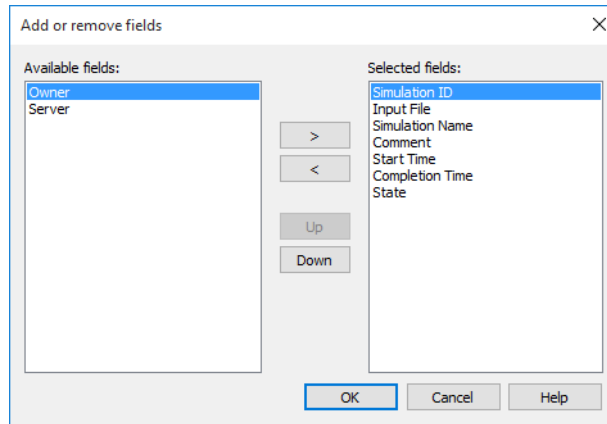 Add or remove fields
Available fields:
Owner
Server
>
<
Up
Down
Selected fields:
Simulation ID
Input File
Simulation Name
Comment
Start Time
Completion Time
State
OK
Cancel
Help